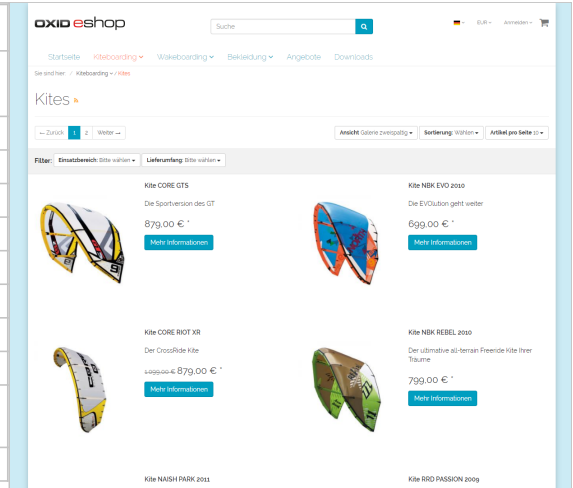 OXID eshop
Suche
EUR
Anmelden
Startseite Kiteboarding Wakeboarding Bekleidung Angebote Downloads
Sie sind hier: / Kiteboarding / Kites
Kites
← Zurück 1 2 Weiter →
Ansicht Galerie zweispaltig Sortierung: Wählen Artikel pro Seite 10
Filter: Einsatzbereich: Bitte wählen Lieferumfang: Bitte wählen
Kite CORE GTS
Die Sportversion des GT
879,00 € *
Mehr Informationen
Kite NBK EVO 2010
Die EVOlution geht weiter
699,00 € *
Mehr Informationen
Kite CORE RIOT XR
Der CrossRide Kite
1.099,00 € 879,00 € *
Mehr Informationen
Kite NBK REBEL 2010
Der ultimative all-terrain Freeride Kite Ihrer
Träume
799,00 € *
Mehr Informationen
Kite NAISH PARK 2011
Kite RRD PASSION 2009